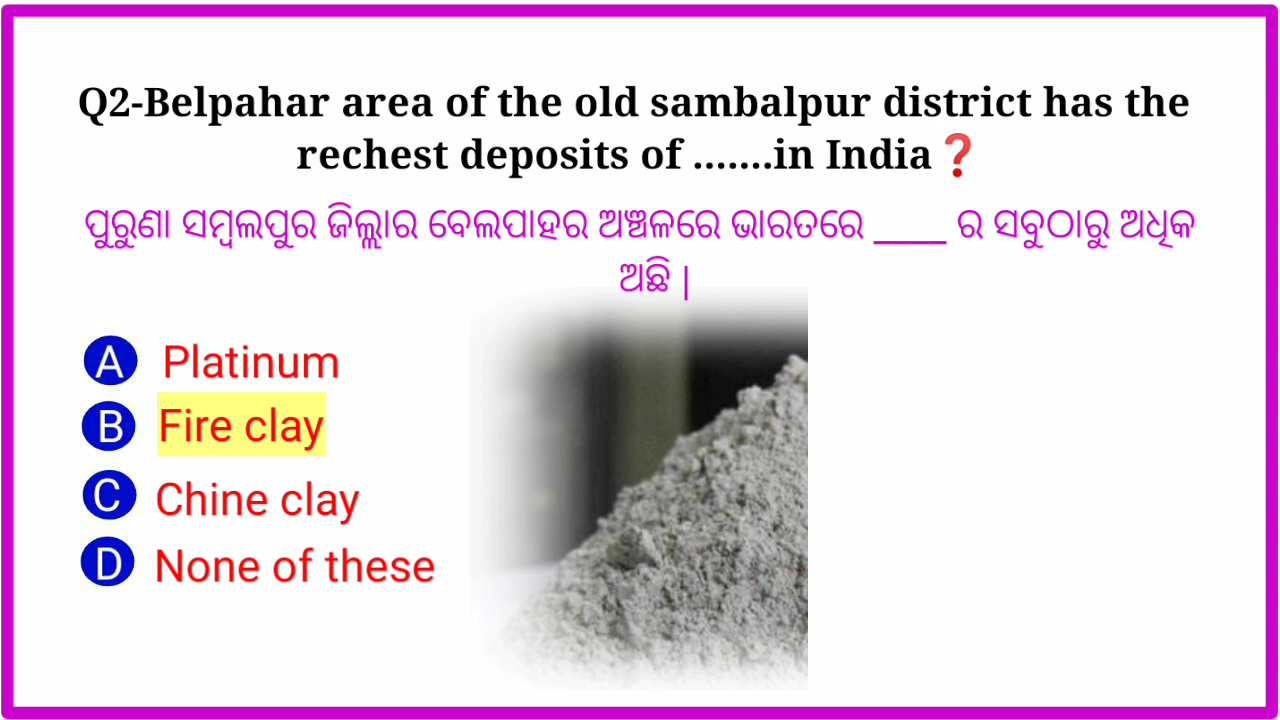 Q2-Belpahar area of the old sambalpur district has the
rechest deposits of .......in India❓
ପୁରୁଣା ସମ୍ବଲପୁର ଜିଲ୍ଲାର ବେଲପାହର ଅଞ୍ଚଳରେ ଭାରତରେ ____ ର ସବୁଠାରୁ ଅଧିକ
ଅଛି |
A Platinum
B Fire clay
C Chine clay
D None of these